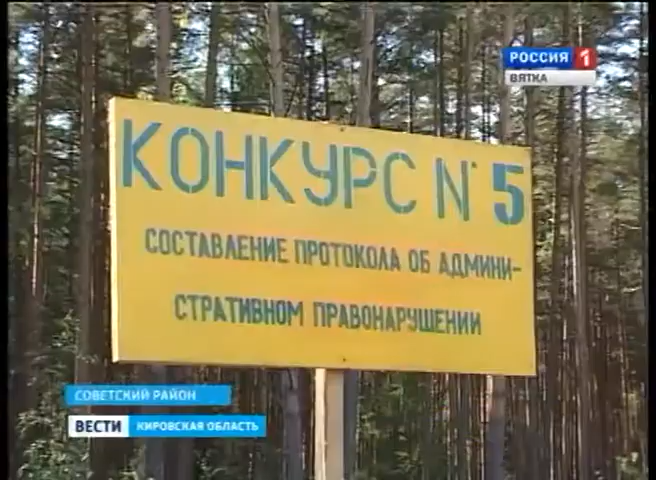 РОССИЯ 1
ВЯТКА
КОНКУРС N° 5
СОСТАВЛЕНИЕ ПРОТОКОЛА ОБ АДМИНИ-
СТРАТИВНОМ ПРАВОНАРУШЕНИИ
СОВЕТСКИЙ РАЙОН
ВЕСТИ КИРОВСКАЯ ОБЛАСТЬ